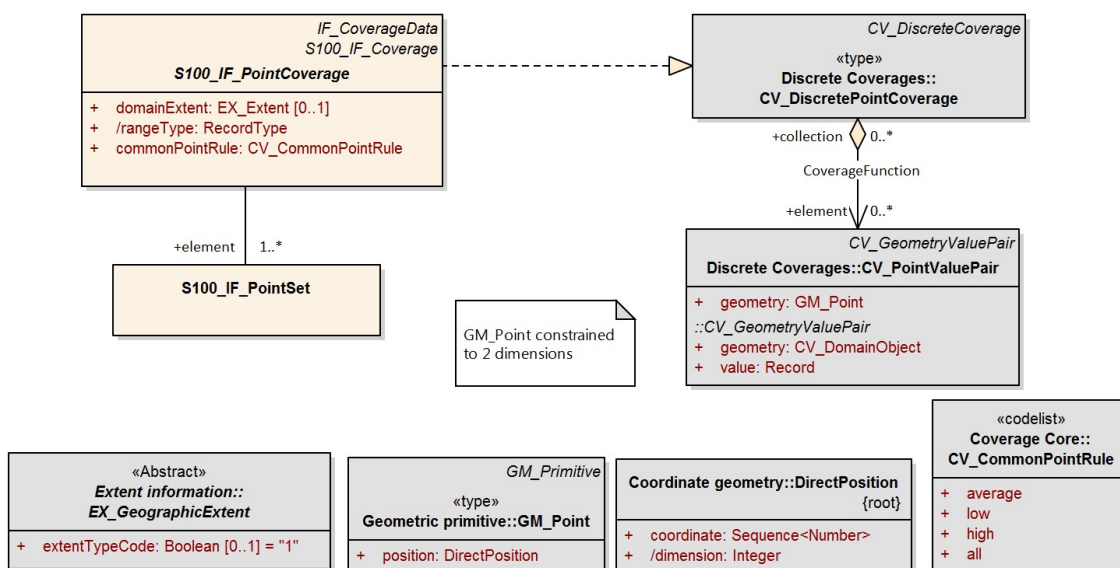 IF_CoverageData
S100_IF_Coverage
S100_IF_PointCoverage
+ domainExtent: EX_Extent [0..1]
+ /rangeType: RecordType
+ commonPointRule: CV_CommonPointRule
CV_DiscreteCoverage
«type»
Discrete Coverages::
CV_DiscretePointCoverage
+collection 0..*
CoverageFunction
+element 0..*
+element 1..*
S100_IF_PointSet
CV_GeometryValuePair
Discrete Coverages::CV_PointValuePair
+ geometry: GM_Point
::CV_GeometryValuePair
+ geometry: CV_DomainObject
+ value: Record
GM_Point constrained
to 2 dimensions
«Abstract»
Extent information::
EX_GeographicExtent
+ extentTypeCode: Boolean [0..1] = "1"
GM_Primitive
«type»
Geometric primitive::GM_Point
+ position: DirectPosition
Coordinate geometry::DirectPosition
{root}
+ coordinate: Sequence<Number>
+ /dimension: Integer
«codelist»
Coverage Core::
CV_CommonPointRule
+ average
+ low
+ high
+ all